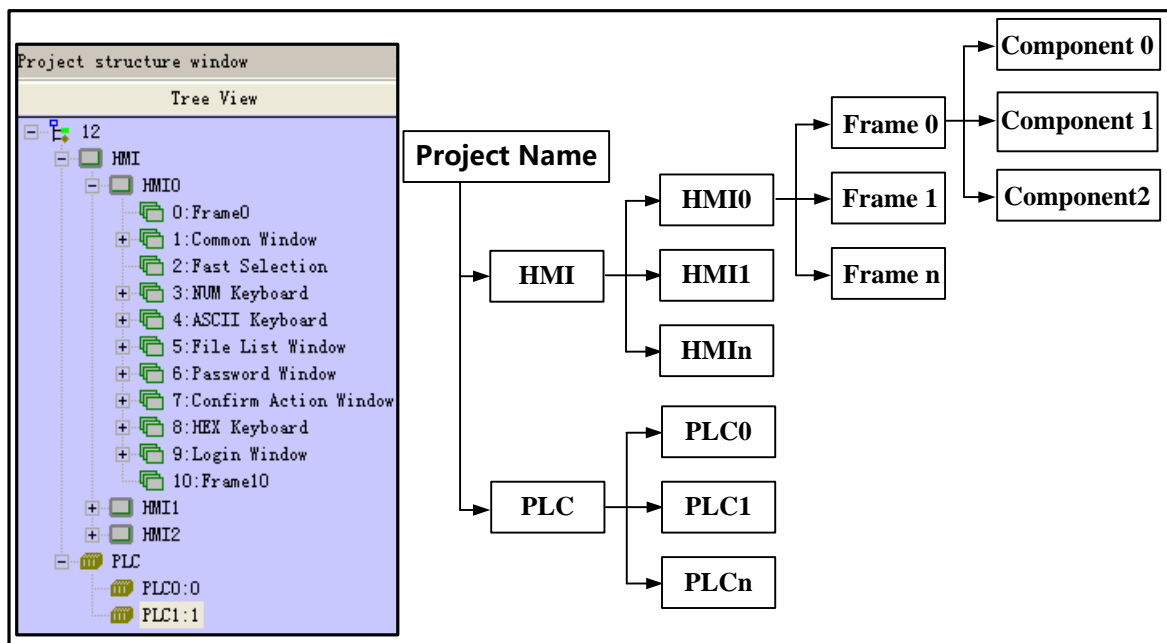 Project structure window
Tree View
12
HMI
HMI0
0:Frame0
1:Common Window
2:Fast Selection
3:NUM Keyboard
4:ASCII Keyboard
5:File List Window
6:Password Window
7:Confirm Action Window
8:HEX Keyboard
9:Login Window
10:Frame10
HMI1
HMI2
PLC
PLC0:0
PLC1:1
Project Name
HMI
PLC
HMI0
HMI1
HMIn
PLC0
PLC1
PLCn
Frame 0
Frame 1
Frame n
Component 0
Component 1
Component2